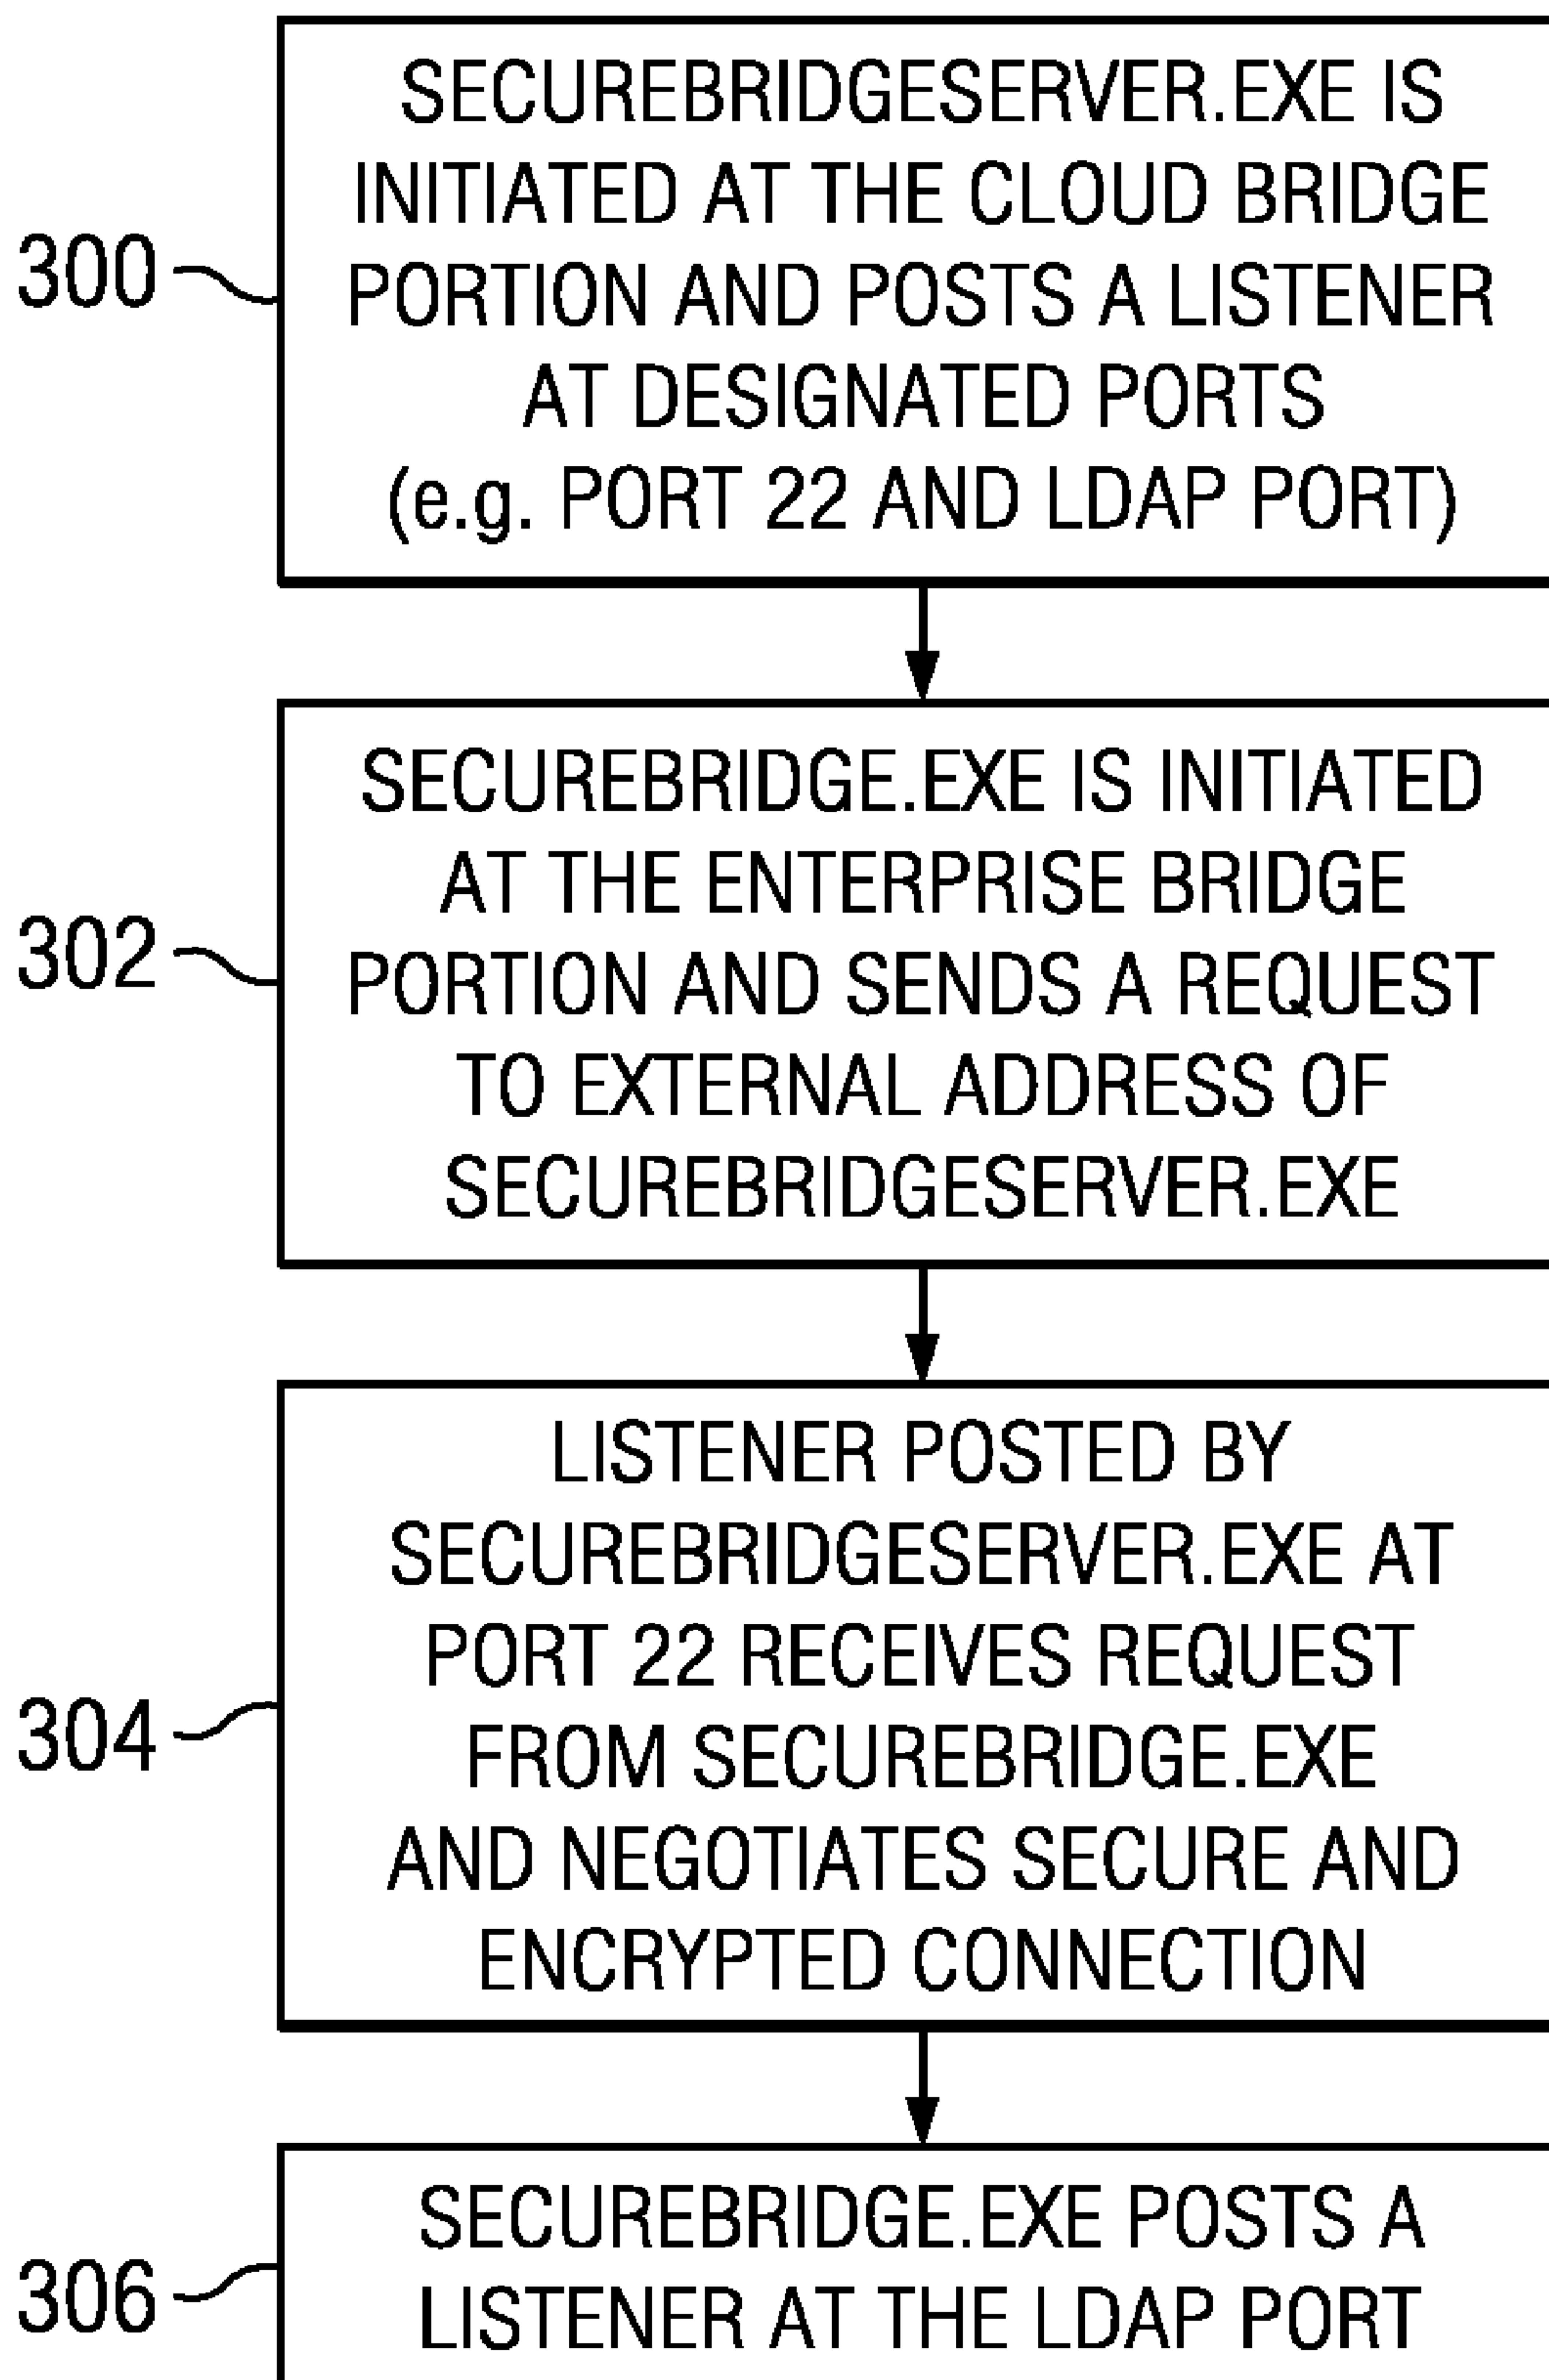 SECUREBRIDGESERVER.EXE IS
INITIATED AT THE CLOUD BRIDGE
300
PORTION AND POSTS A LISTENER
AT DESIGNATED PORTS
(e.g. PORT 22 AND LDAP PORT)
SECUREBRIDGE.EXE IS INITIATED
AT THE ENTERPRISE BRIDGE
302
PORTION AND SENDS A REQUEST
TO EXTERNAL ADDRESS OF
SECUREBRIDGESERVER.EXE
LISTENER POSTED BY
SECUREBRIDGESERVER.EXE AT
PORT 22 RECEIVES REQUEST
304
FROM SECUREBRIDGE.EXE
AND NEGOTIATES SECURE AND
ENCRYPTED CONNECTION
SECUREBRIDGE.EXE POSTS A
306
LISTENER AT THE LDAP PORT